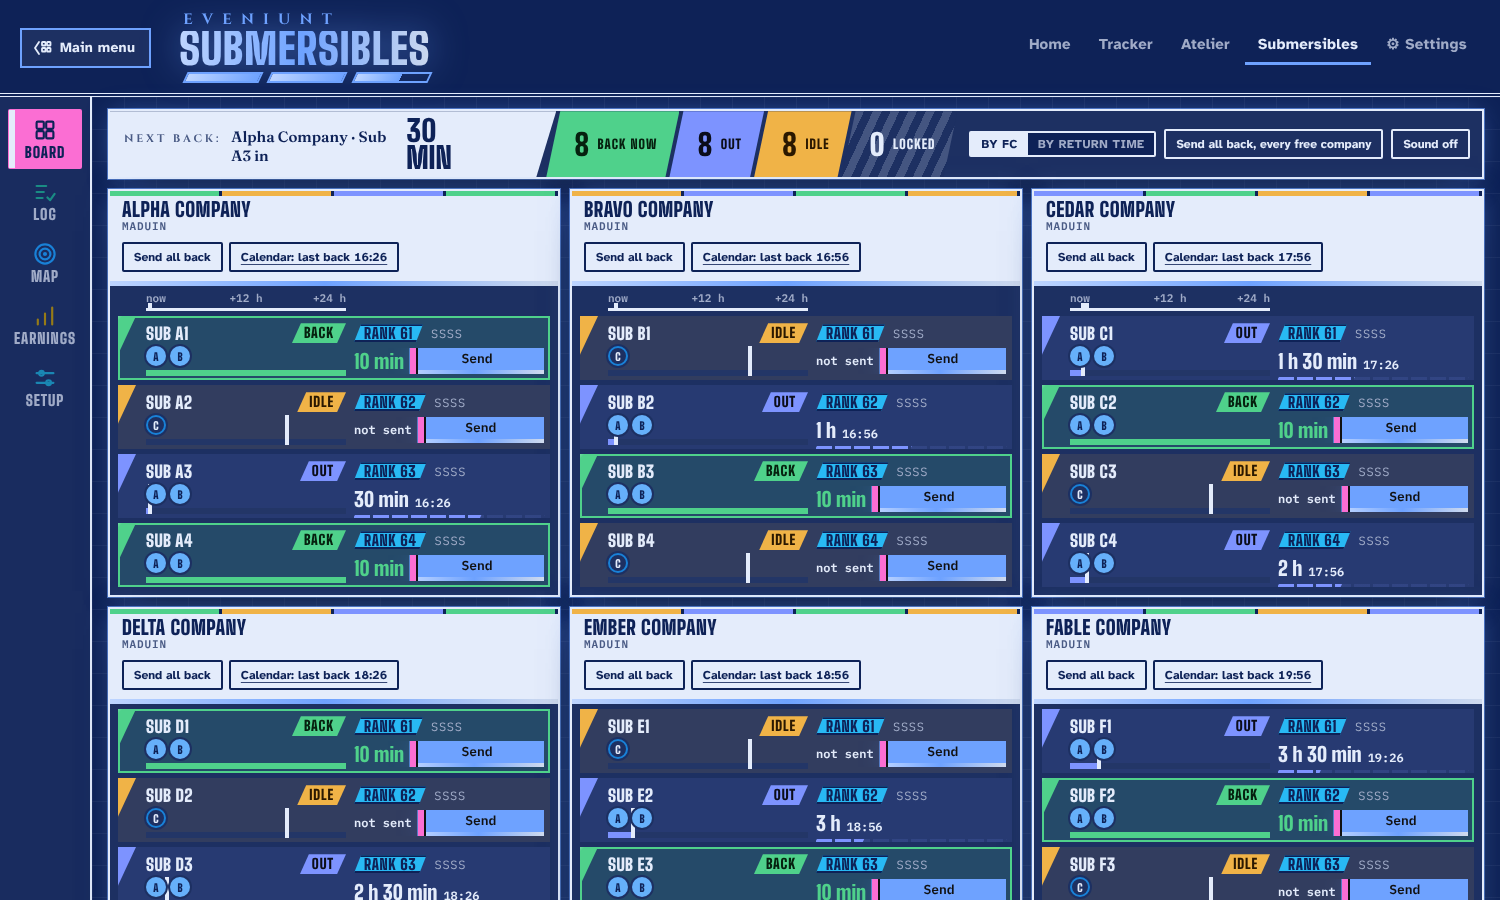 EVENIUNT
SUBMERSIBLES
Main menu
Home Tracker Atelier Submersibles Settings
BOARD
LOG
MAP
EARNINGS
SETUP
NEXT BACK: Alpha Company · Sub A3 in 30 MIN
8 BACK NOW 8 OUT 8 IDLE 0 LOCKED
BY FC BY RETURN TIME Send all back, every free company Sound off
ALPHA COMPANY
MADUIN
Send all back Calendar: last back 16:26
now +12 h +24 h
SUB A1 BACK RANK 61 SSSS
A B 10 min Send
SUB A2 IDLE RANK 62 SSSS
C not sent Send
SUB A3 OUT RANK 63 SSSS
A B 30 min 16:26
SUB A4 BACK RANK 64 SSSS
A B 10 min Send
BRAVO COMPANY
MADUIN
Send all back Calendar: last back 16:56
now +12 h +24 h
SUB B1 IDLE RANK 61 SSSS
C not sent Send
SUB B2 OUT RANK 62 SSSS
A B 1 h 16:56
SUB B3 BACK RANK 63 SSSS
A B 10 min Send
SUB B4 IDLE RANK 64 SSSS
C not sent Send
CEDAR COMPANY
MADUIN
Send all back Calendar: last back 17:56
now +12 h +24 h
SUB C1 OUT RANK 61 SSSS
A B 1 h 30 min 17:26
SUB C2 BACK RANK 62 SSSS
A B 10 min Send
SUB C3 IDLE RANK 63 SSSS
C not sent Send
SUB C4 OUT RANK 64 SSSS
A B 2 h 17:56
DELTA COMPANY
MADUIN
Send all back Calendar: last back 18:26
SUB D1 BACK RANK 61 SSSS
A B 10 min Send
SUB D2 IDLE RANK 62 SSSS
C not sent Send
SUB D3 OUT RANK 63 SSSS
A B 2 h 30 min 18:26
EMBER COMPANY
MADUIN
Send all back Calendar: last back 18:56
SUB E1 IDLE RANK 61 SSSS
C not sent Send
SUB E2 OUT RANK 62 SSSS
A B 3 h 18:56
SUB E3 BACK RANK 63 SSSS
A B 10 min Send
FABLE COMPANY
MADUIN
Send all back Calendar: last back 19:56
SUB F1 OUT RANK 61 SSSS
A B 3 h 30 min 19:26
SUB F2 BACK RANK 62 SSSS
A B 10 min Send
SUB F3 IDLE RANK 63 SSSS
C not sent Send